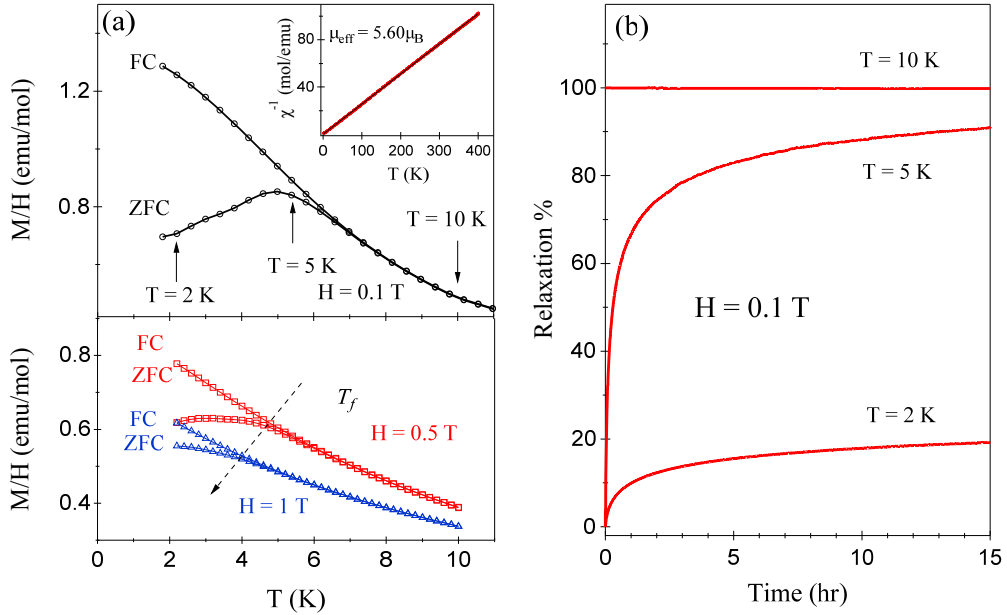 (a)
μeff = 5.60μB
χ-1 (mol/emu)
80
40
0
0 100 200 300 400
T (K)
FC
ZFC
M/H (emu/mol)
1.2
0.8
T = 2 K
T = 5 K
T = 10 K
H = 0.1 T
M/H (emu/mol)
0.8
0.6
0.4
FC
ZFC
FC
ZFC
Tf
H = 0.5 T
H = 1 T
0 2 4 6 8 10
T (K)
(b)
Relaxation %
100
80
60
40
20
0
T = 10 K
T = 5 K
H = 0.1 T
T = 2 K
0 5 10 15
Time (hr)